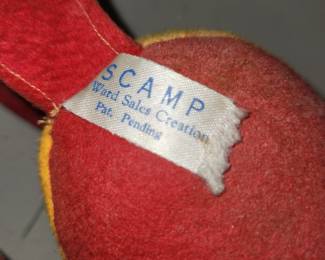 SCAMP
Ward Sales Creation
Pat. Pending